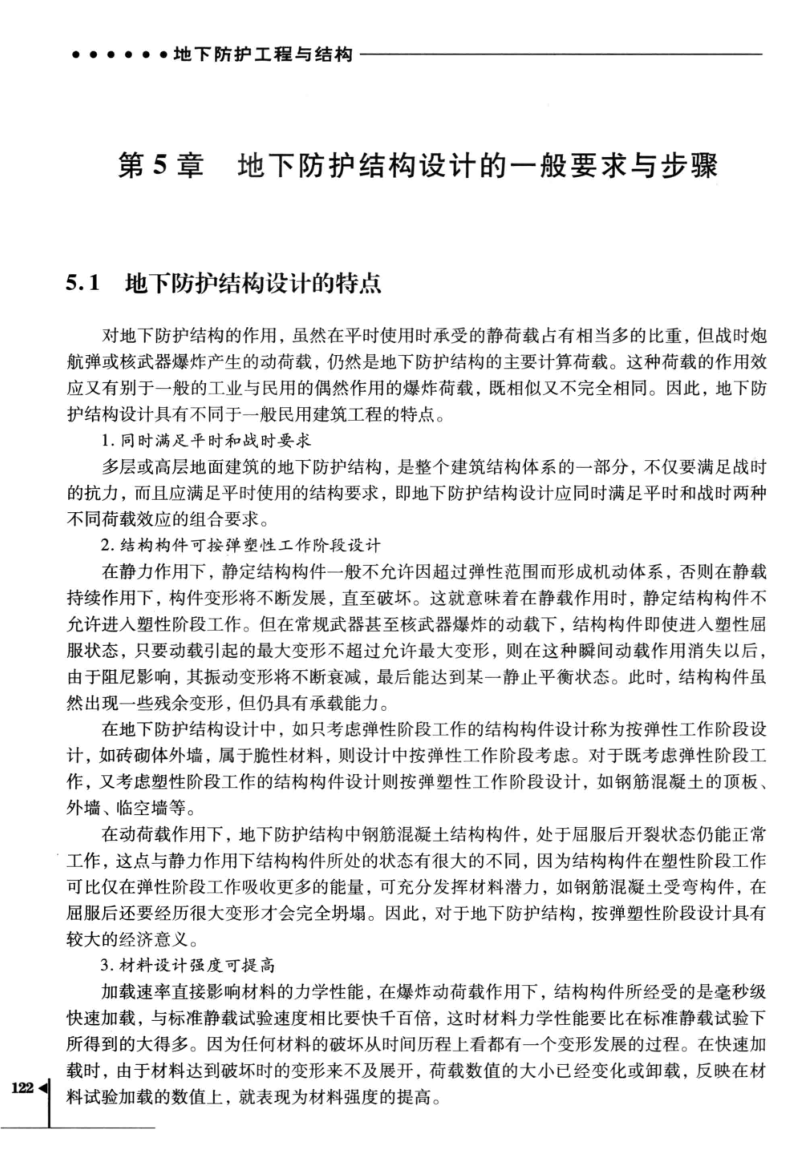 • • • • • • 地下防护工程与结构
第 5 章 地下防护结构设计的一般要求与步骤
5.1 地下防护结构设计的特点
对地下防护结构的作用，虽然在平时使用时承受的静荷载占有相当多的比重，但战时炮
航弹或核武器爆炸产生的动荷载，仍然是地下防护结构的主要计算荷载。这种荷载的作用效
应又有别于一般的工业与民用的偶然作用的爆炸荷载，既相似又不完全相同。因此，地下防
护结构设计具有不同于一般民用建筑工程的特点。
1. 同时满足平时和战时要求
多层或高层地面建筑的地下防护结构，是整个建筑结构体系的一部分，不仅要满足战时
的抗力，而且应满足平时使用的结构要求，即地下防护结构设计应同时满足平时和战时两种
不同荷载效应的组合要求。
2. 结构构件可按弹塑性工作阶段设计
在静力作用下，静定结构构件一般不允许因超过弹性范围而形成机动体系，否则在静载
持续作用下，构件变形将不断发展，直至破坏。这就意味着在静载作用时，静定结构构件不
允许进入塑性阶段工作。但在常规武器甚至核武器爆炸的动载下，结构构件即使进入塑性屈
服状态，只要动载引起的最大变形不超过允许最大变形，则在这种瞬间动载作用消失以后，
由于阻尼影响，其振动变形将不断衰减，最后能达到某一静止平衡状态。此时，结构构件虽
然出现一些残余变形，但仍具有承载能力。
在地下防护结构设计中，如只考虑弹性阶段工作的结构构件设计称为按弹性工作阶段设
计，如砖砌体外墙，属于脆性材料，则设计中按弹性工作阶段考虑。对于既考虑弹性阶段工
作，又考虑塑性阶段工作的结构构件设计则按弹塑性工作阶段设计，如钢筋混凝土的顶板、
外墙、临空墙等。
在动荷载作用下，地下防护结构中钢筋混凝土结构构件，处于屈服后开裂状态仍能正常
工作，这点与静力作用下结构构件所处的状态有很大的不同，因为结构构件在塑性阶段工作
可比仅在弹性阶段工作吸收更多的能量，可充分发挥材料潜力，如钢筋混凝土受弯构件，在
屈服后还要经历很大变形才会完全坍塌。因此，对于地下防护结构，按弹塑性阶段设计具有
较大的经济意义。
3. 材料设计强度可提高
加载速率直接影响材料的力学性能，在爆炸动荷载作用下，结构构件所经受的是毫秒级
快速加载，与标准静载试验速度相比要快千百倍，这时材料力学性能要比在标准静载试验下
所得到的大得多。因为任何材料的破坏从时间历程上看都有一个变形发展的过程。在快速加
载时，由于材料达到破坏时的变形来不及展开，荷载数值的大小已经变化或卸载，反映在材
料试验加载的数值上，就表现为材料强度的提高。
122